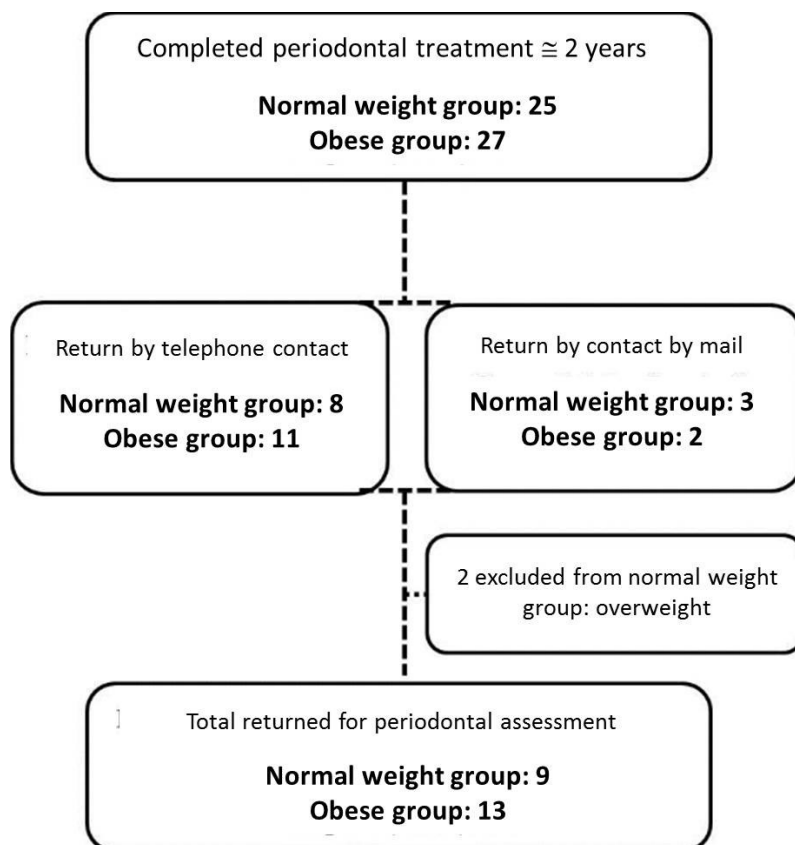 Completed periodontal treatment ≅ 2 years
Normal weight group: 25
Obese group: 27
Return by telephone contact
Normal weight group: 8
Obese group: 11
Return by contact by mail
Normal weight group: 3
Obese group: 2
2 excluded from normal weight
group: overweight
Total returned for periodontal assessment
Normal weight group: 9
Obese group: 13